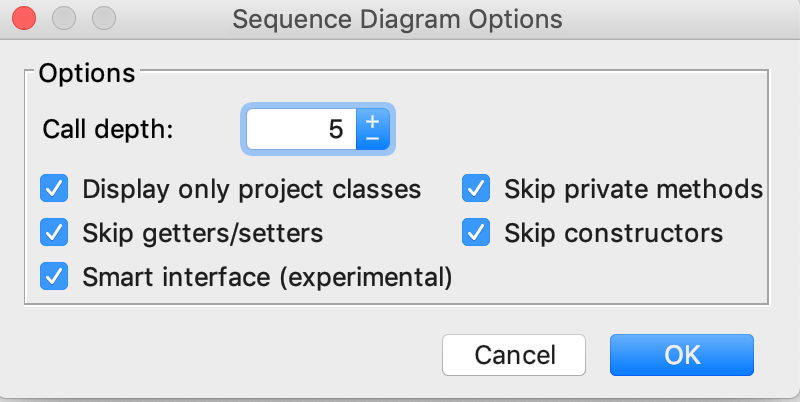 Sequence Diagram Options
Options
Call depth: 5 + −
Display only project classes Skip private methods
Skip getters/setters Skip constructors
Smart interface (experimental)
Cancel OK